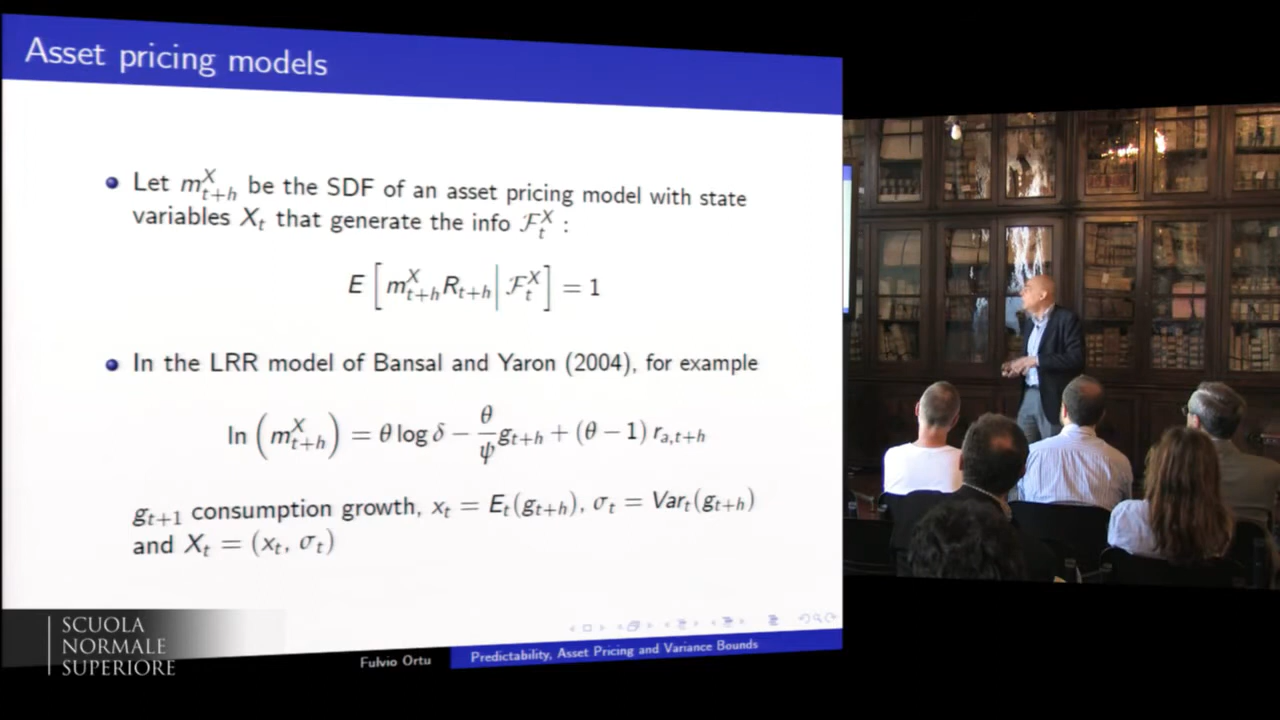 Asset pricing models
Let m^X_{t+h} be the SDF of an asset pricing model with state
variables X_t that generate the info ℱ^X_t :
E [ m^X_{t+h} R_{t+h} | ℱ^X_t ] = 1
In the LRR model of Bansal and Yaron (2004), for example
ln ( m^X_{t+h} ) = θ log δ − θ/ψ g_{t+h} + (θ − 1) r_{a,t+h}
g_{t+1} consumption growth, x_t = E_t(g_{t+h}), σ_t = Var_t(g_{t+h})
and X_t = (x_t, σ_t)
SCUOLA
NORMALE
SUPERIORE
Fulvio Ortu
Predictability, Asset Pricing and Variance Bounds